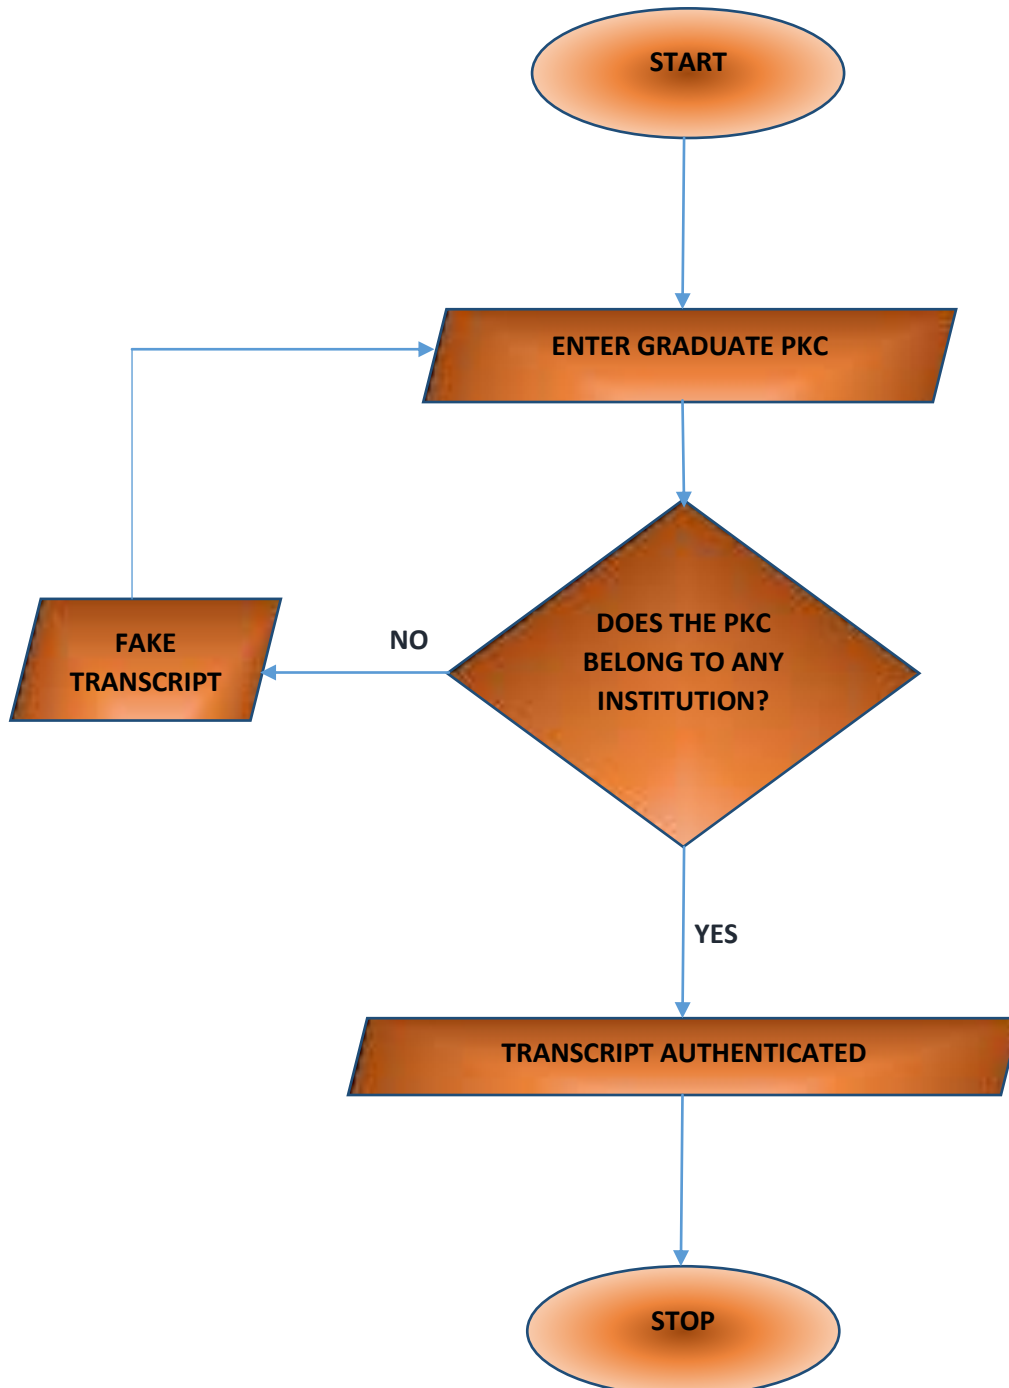 START
ENTER GRADUATE PKC
DOES THE PKC
BELONG TO ANY
INSTITUTION?
NO
FAKE
TRANSCRIPT
YES
TRANSCRIPT AUTHENTICATED
STOP